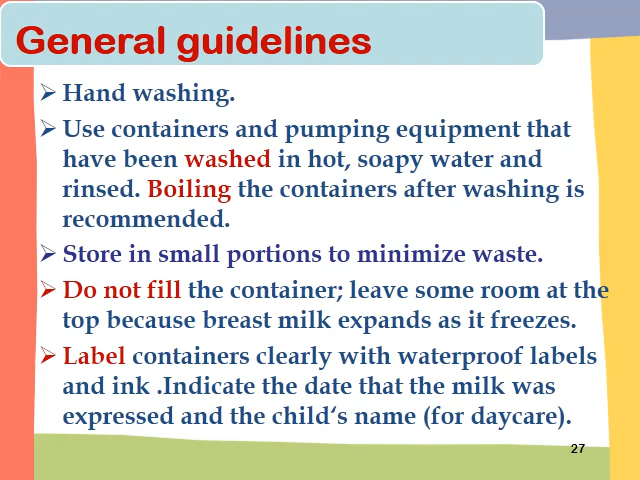 General guidelines
➢ Hand washing.
➢ Use containers and pumping equipment that
have been washed in hot, soapy water and
rinsed. Boiling the containers after washing is
recommended.
➢ Store in small portions to minimize waste.
➢ Do not fill the container; leave some room at the
top because breast milk expands as it freezes.
➢ Label containers clearly with waterproof labels
and ink .Indicate the date that the milk was
expressed and the child‘s name (for daycare).
27